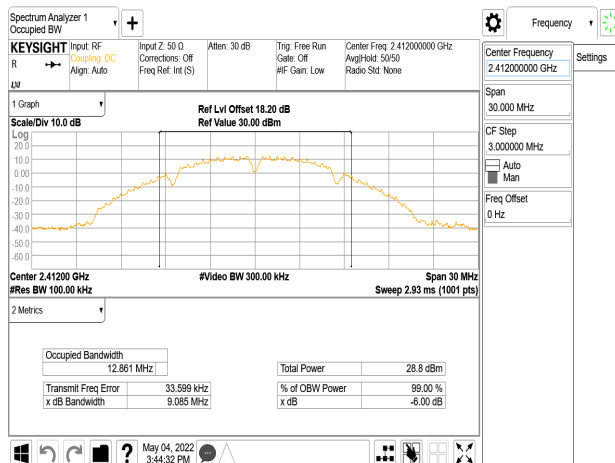 Spectrum Analyzer 1
Occupied BW
Frequency
KEYSIGHT
R
LXI
Input: RF
Coupling: DC
Align: Auto
Input Z: 50 Ω
Corrections: Off
Freq Ref: Int (S)
Atten: 30 dB
Trig: Free Run
Gate: Off
#IF Gain: Low
Center Freq: 2.412000000 GHz
Avg|Hold: 50/50
Radio Std: None
Center Frequency
2.412000000 GHz
Settings
Span
30.000 MHz
CF Step
3.000000 MHz
Auto
Man
Freq Offset
0 Hz
1 Graph
Scale/Div 10.0 dB
Ref Lvl Offset 18.20 dB
Ref Value 30.00 dBm
Log
20.0
10.0
0.00
-10.0
-20.0
-30.0
-40.0
-50.0
-60.0
Center 2.41200 GHz
#Res BW 100.00 kHz
#Video BW 300.00 kHz
Span 30 MHz
Sweep 2.93 ms (1001 pts)
2 Metrics
Occupied Bandwidth
12.861 MHz
Transmit Freq Error 33.599 kHz
x dB Bandwidth 9.085 MHz
Total Power 28.8 dBm
% of OBW Power 99.00 %
x dB -6.00 dB
?
May 04, 2022
3:44:32 PM